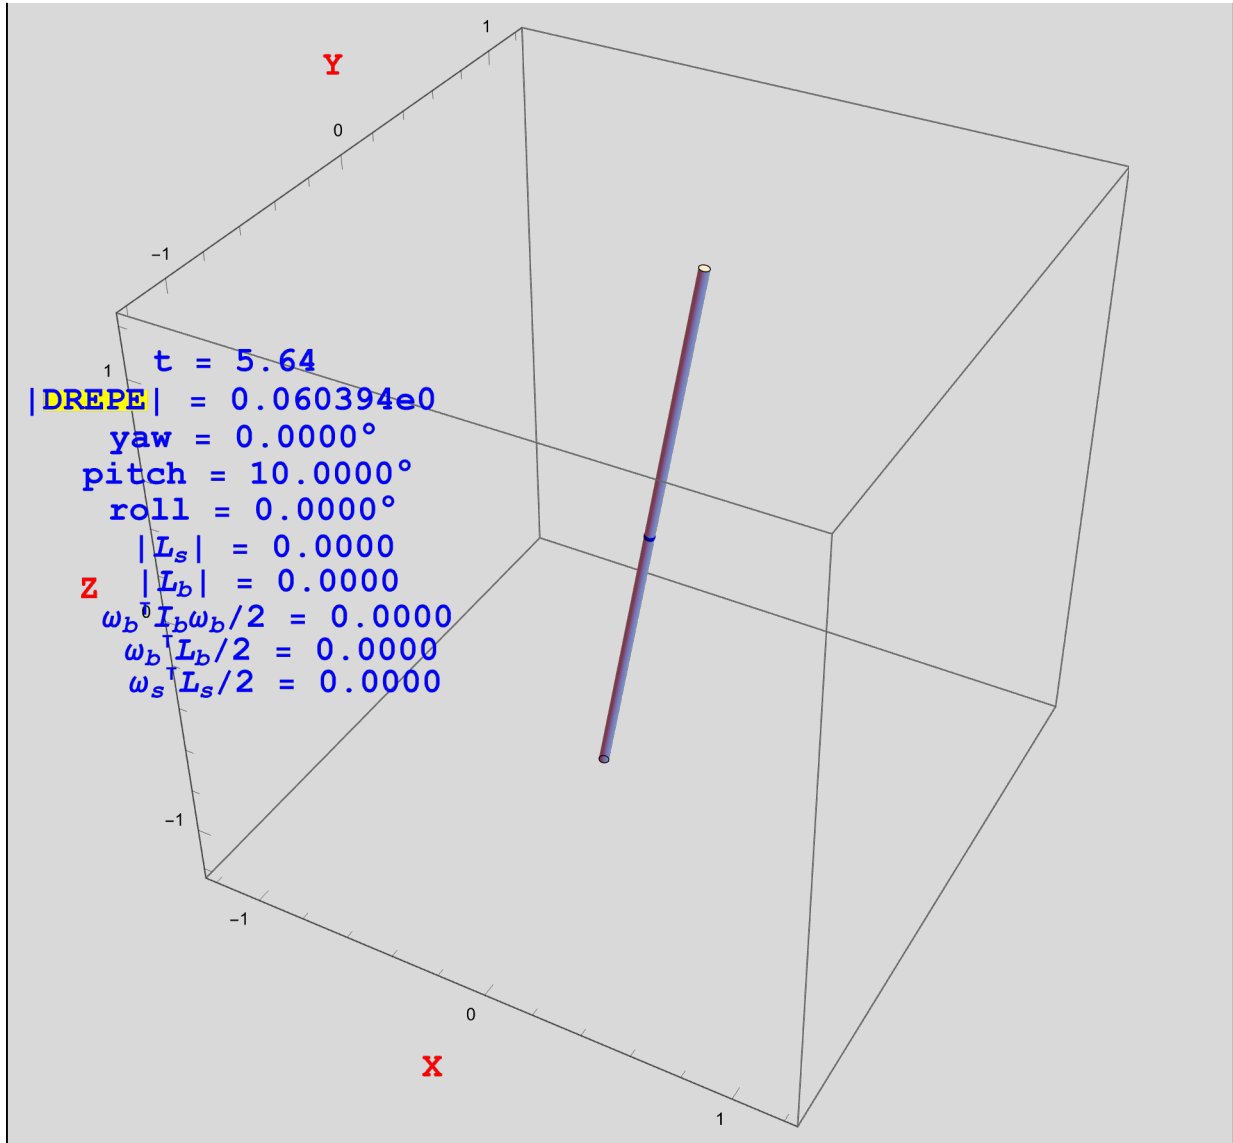 1
Y
0
−1
t = 5.64
1
|DREPE| = 0.060394e0
yaw = 0.0000°
pitch = 10.0000°
roll = 0.0000°
|Ls| = 0.0000
|Lb| = 0.0000
Z
0
ωbᵀIbωb/2 = 0.0000
ωbᵀLb/2 = 0.0000
ωsᵀLs/2 = 0.0000
−1
−1
0
X
1